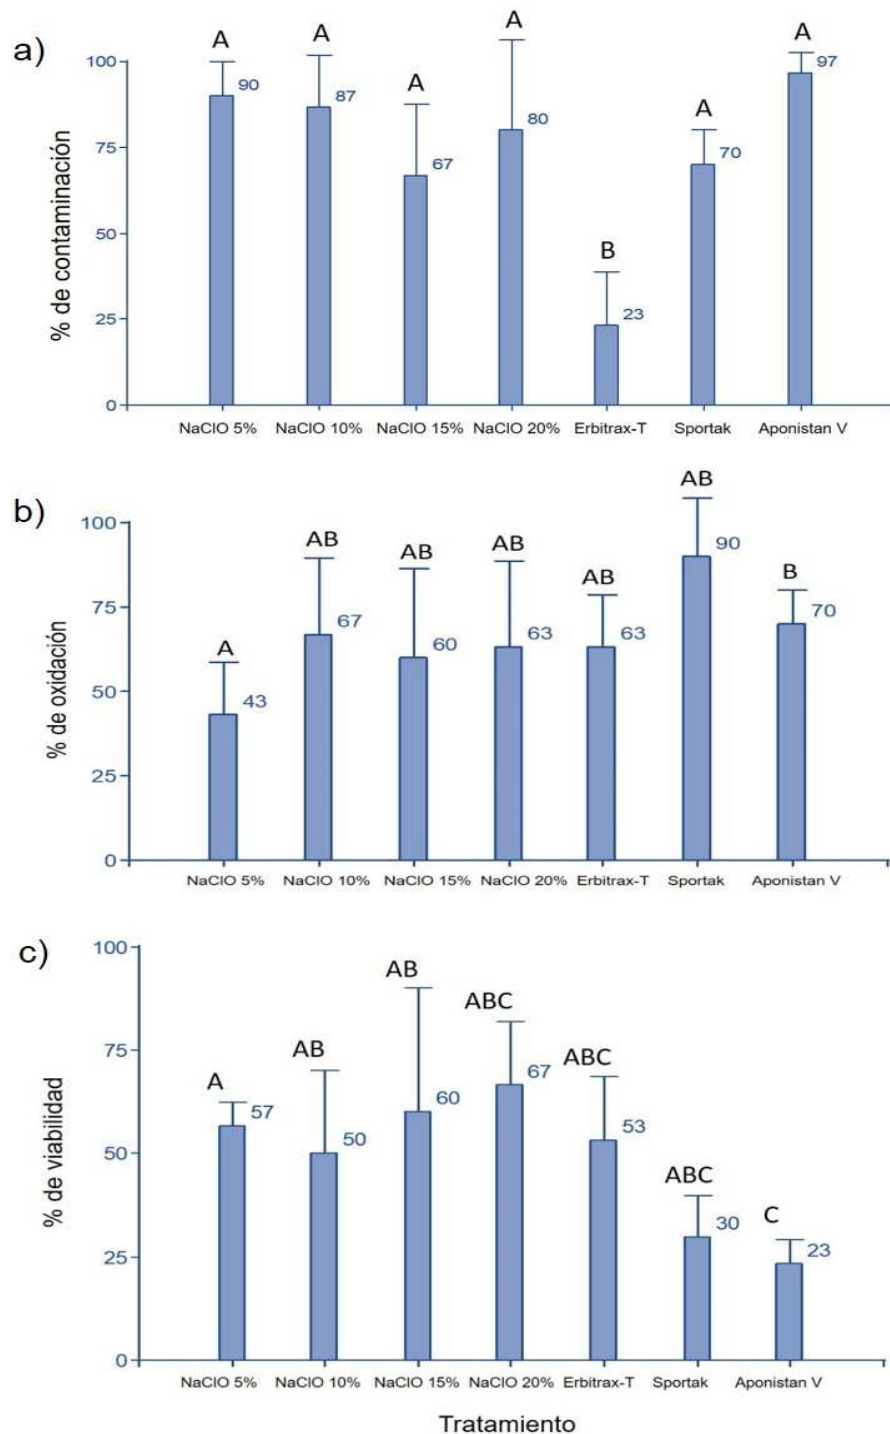 a)
A A A A B A A
% de contaminación
100
75
50
25
0
90 87 67 80 23 70 97
NaClO 5% NaClO 10% NaClO 15% NaClO 20% Erbitrax-T Sportak Aponistan V
b)
A AB AB AB AB AB B
% de oxidación
100
75
50
25
0
43 67 60 63 63 90 70
NaClO 5% NaClO 10% NaClO 15% NaClO 20% Erbitrax-T Sportak Aponistan V
c)
A AB AB ABC ABC ABC C
% de viabilidad
100
75
50
25
0
57 50 60 67 53 30 23
NaClO 5% NaClO 10% NaClO 15% NaClO 20% Erbitrax-T Sportak Aponistan V
Tratamiento